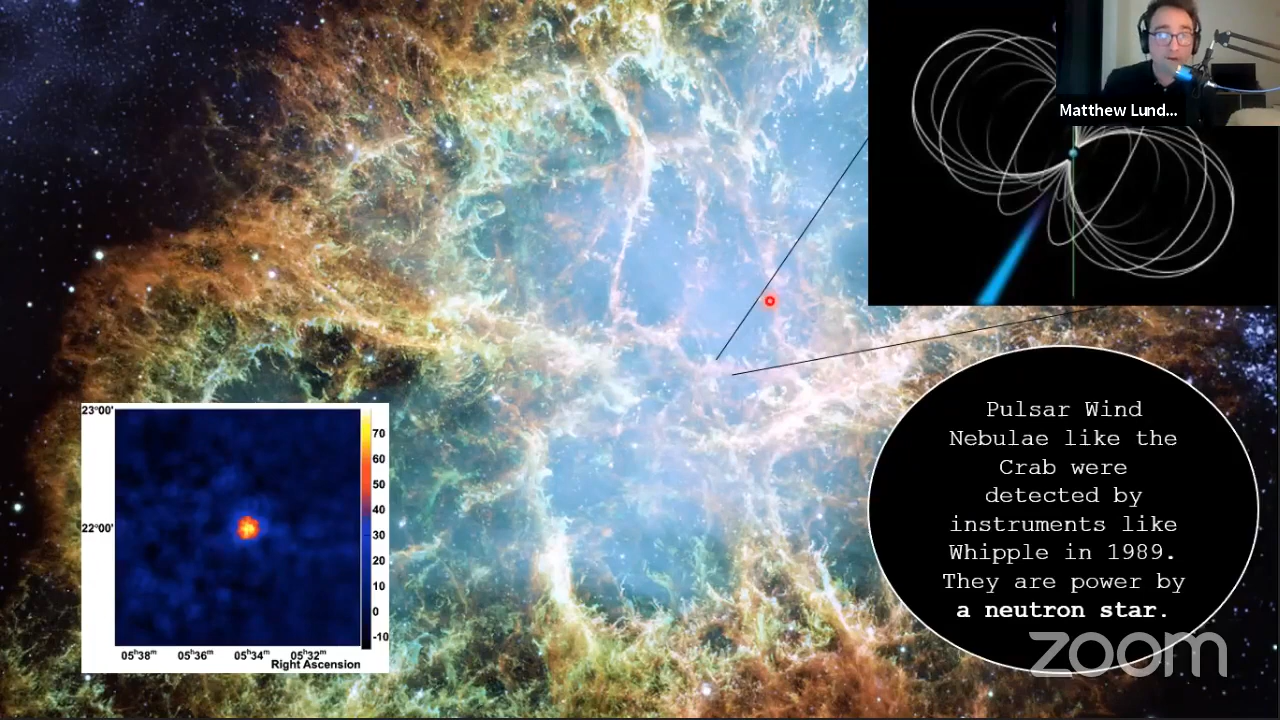 Matthew Lund...
Pulsar Wind
Nebulae like the
Crab were
detected by
instruments like
Whipple in 1989.
They are power by
a neutron star.
zoom
23°00'
22°00'
70
60
50
40
30
20
10
0
-10
05ʰ38ᵐ 05ʰ36ᵐ 05ʰ34ᵐ 05ʰ32ᵐ
Right Ascension